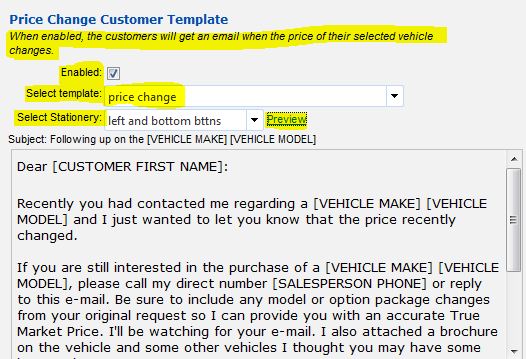 Price Change Customer Template
When enabled, the customers will get an email when the price of their selected vehicle
changes.
Enabled:
Select template: price change
Select Stationery: left and bottom bttns Preview
Subject: Following up on the [VEHICLE MAKE] [VEHICLE MODEL]
Dear [CUSTOMER FIRST NAME]:
Recently you had contacted me regarding a [VEHICLE MAKE] [VEHICLE
MODEL] and I just wanted to let you know that the price recently
changed.
If you are still interested in the purchase of a [VEHICLE MAKE] [VEHICLE
MODEL], please call my direct number [SALESPERSON PHONE] or reply
to this e-mail. Be sure to include any model or option package changes
from your original request so I can provide you with an accurate True
Market Price. I'll be watching for your e-mail. I also attached a brochure
on the vehicle and some other vehicles I thought you may have some